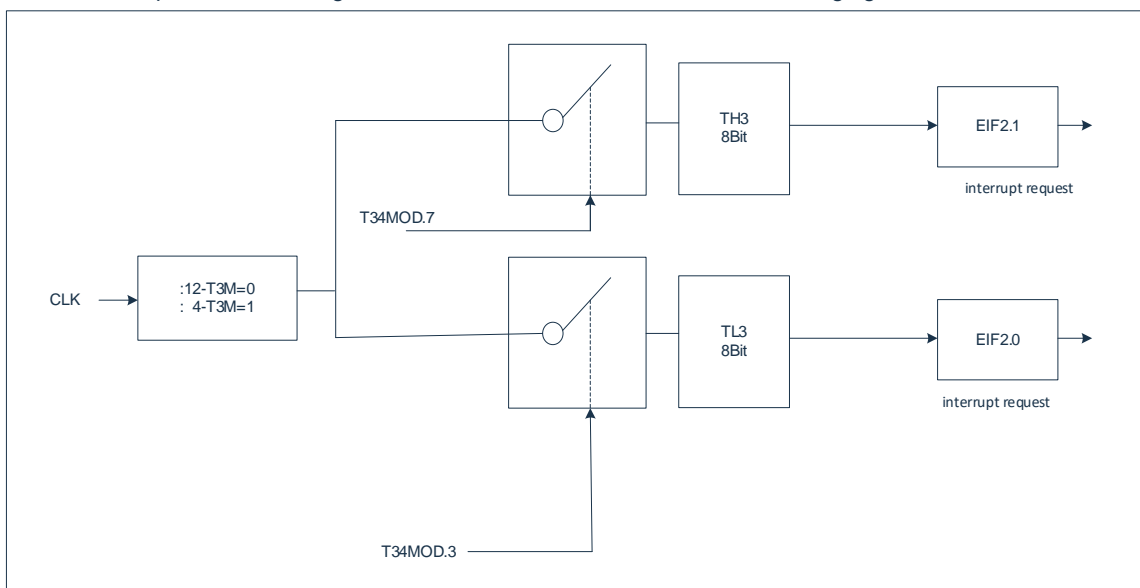 TH3
8Bit
EIF2.1
interrupt request
T34MOD.7
CLK
:12-T3M=0
: 4-T3M=1
TL3
8Bit
EIF2.0
interrupt request
T34MOD.3